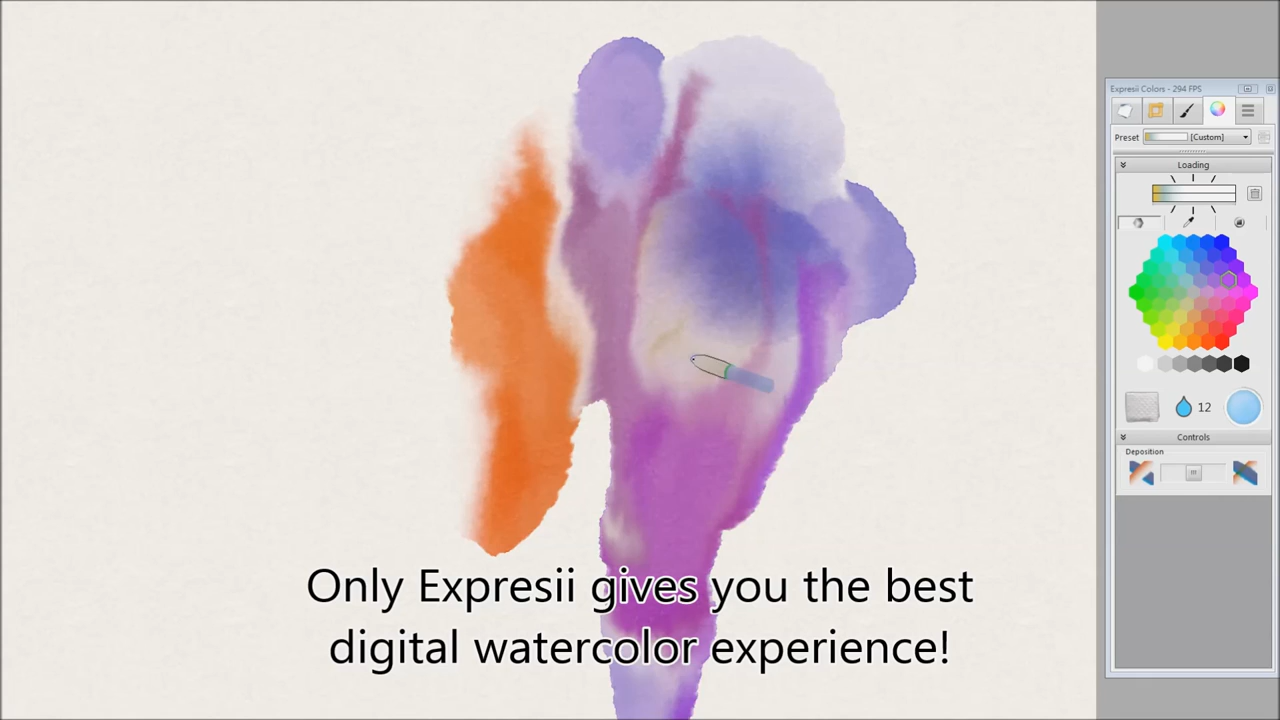 Expresii Colors - 294 FPS
Preset [Custom]
Loading
12
Controls
Deposition
Only Expresii gives you the best
digital watercolor experience!